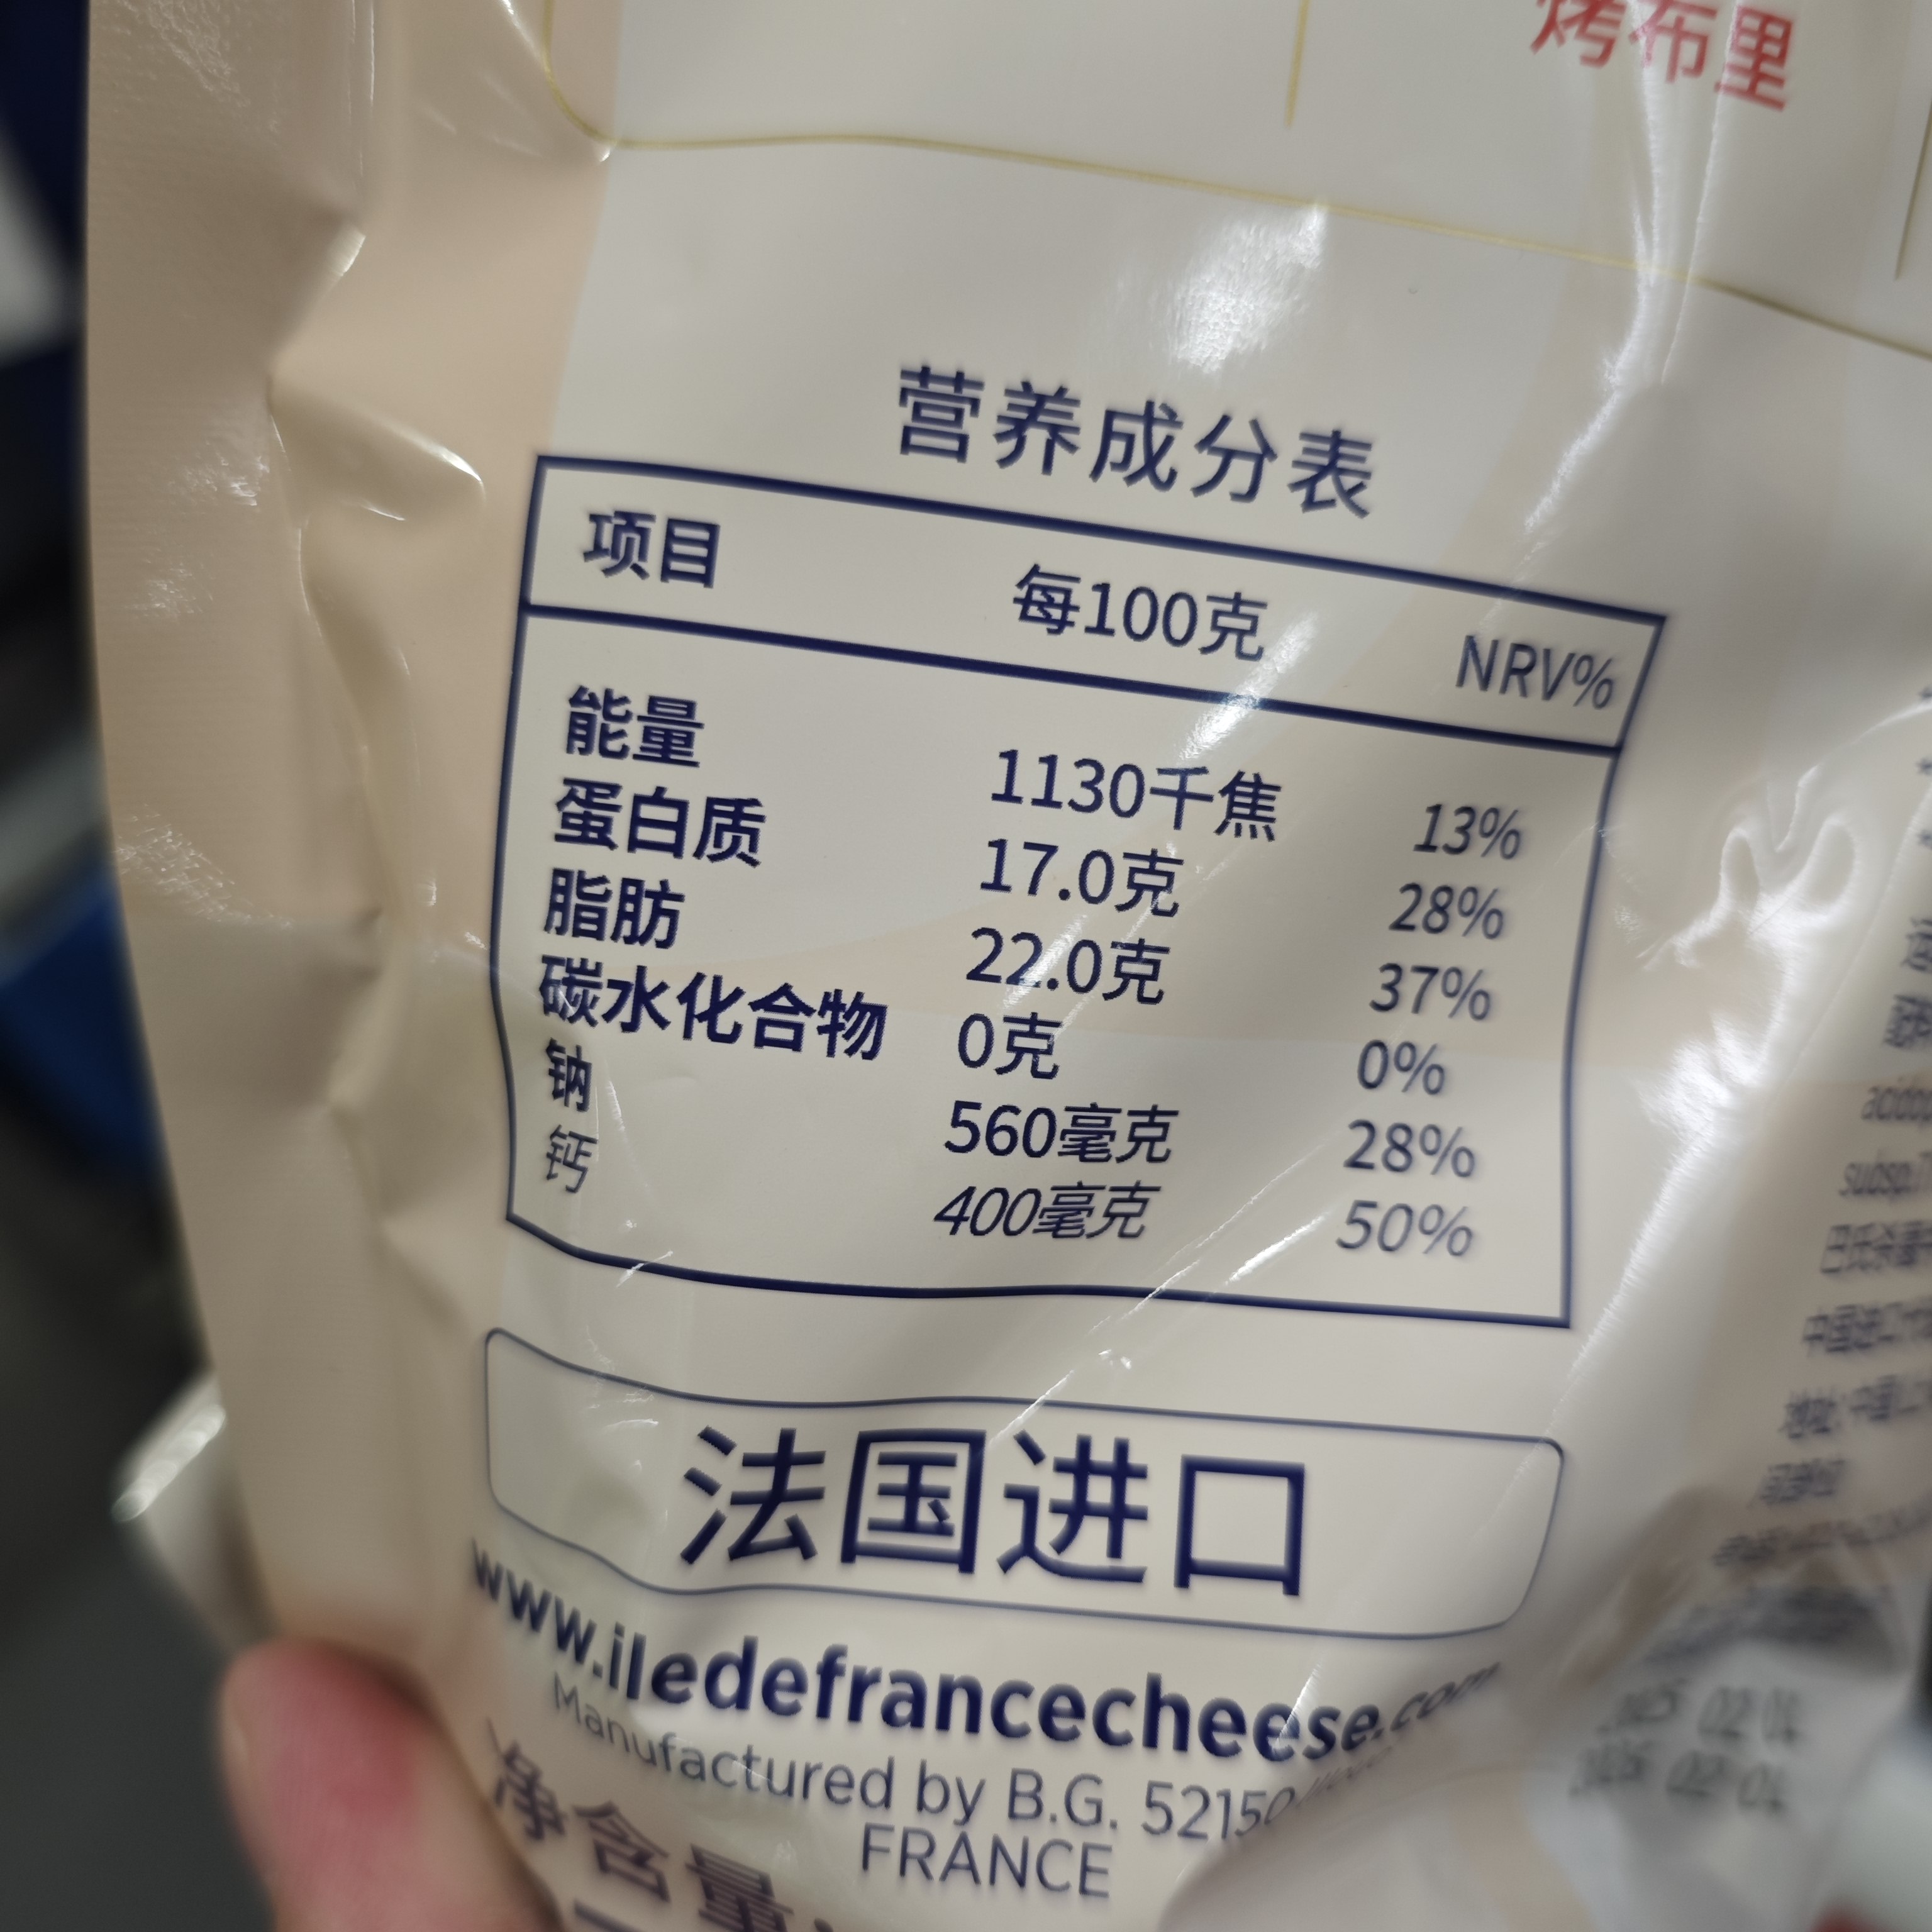 烤布里
营养成分表
项目 每100克 NRV%
能量 1130千焦 13%
蛋白质 17.0克 28%
脂肪 22.0克 37%
碳水化合物 0克 0%
钠 560毫克 28%
钙 400毫克 50%
法国进口
www.iledefrancecheese.com
Manufactured by B.G. 52150
FRANCE
净含量: